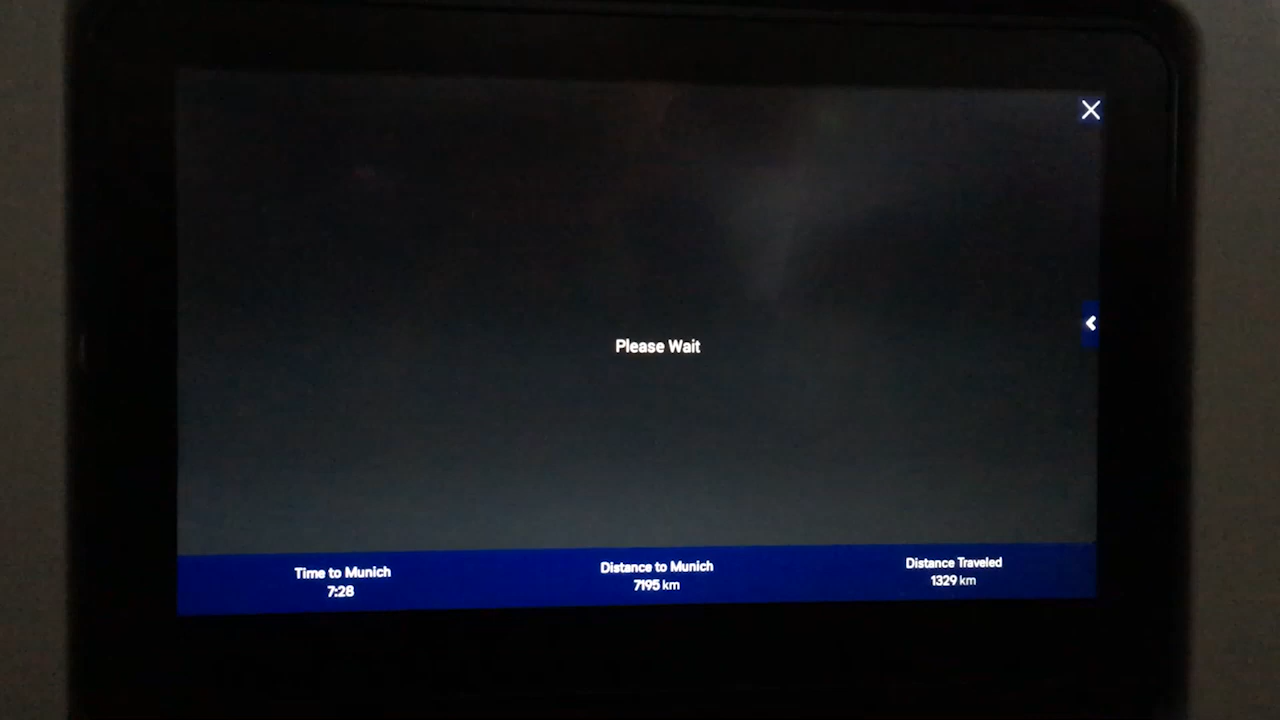 Please Wait
Time to Munich
7:28
Distance to Munich
7195 km
Distance Traveled
1329 km